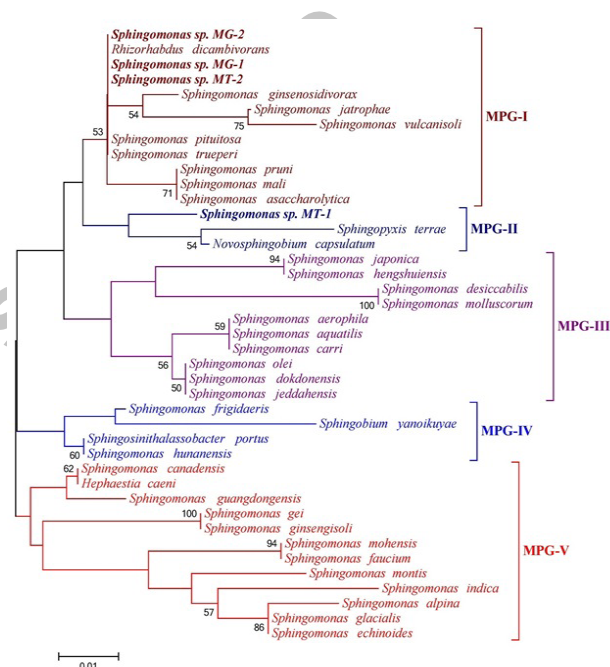 Sphingomonas sp. MG-2
Rhizorhabdus dicambivorans
Sphingomonas sp. MG-1
Sphingomonas sp. MT-2
Sphingomonas ginsenosidivorax
54
Sphingomonas jatrophae
75
Sphingomonas vulcanisoli
MPG-I
53
Sphingomonas pituitosa
Sphingomonas trueperi
Sphingomonas pruni
71
Sphingomonas mali
Sphingomonas asaccharolytica
Sphingomonas sp. MT-1
Sphingopyxis terrae
MPG-II
54
Novosphingobium capsulatum
94
Sphingomonas japonica
Sphingomonas hengshuiensis
Sphingomonas desiccabilis
100
Sphingomonas molluscorum
MPG-III
59
Sphingomonas aerophila
Sphingomonas aquatilis
Sphingomonas carri
56
Sphingomonas olei
Sphingomonas dokdonensis
50
Sphingomonas jeddahensis
Sphingomonas frigidaeris
Sphingobium yanoikuyae
MPG-IV
Sphingosinithalassobacter portus
60
Sphingomonas hunanensis
62
Sphingomonas canadensis
Hephaestia caeni
Sphingomonas guangdongensis
100
Sphingomonas gei
Sphingomonas ginsengisoli
94
Sphingomonas mohensis
Sphingomonas faucium
MPG-V
Sphingomonas montis
Sphingomonas indica
57
Sphingomonas alpina
Sphingomonas glacialis
86
Sphingomonas echinoides
0.01